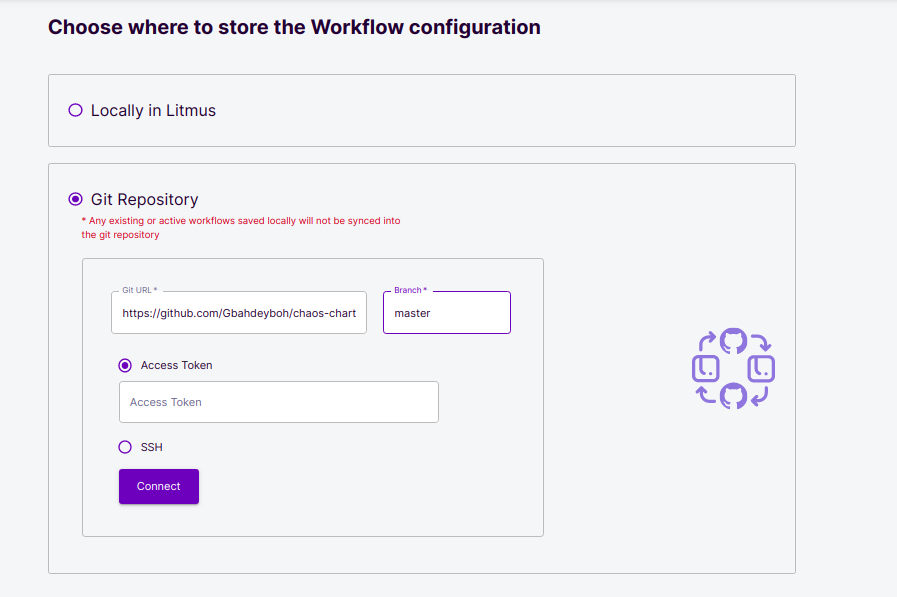 Choose where to store the Workflow configuration
Locally in Litmus
Git Repository
* Any existing or active workflows saved locally will not be synced into
the git repository
Git URL *
https://github.com/Gbahdeyboh/chaos-chart
Branch *
master
Access Token
Access Token
SSH
Connect